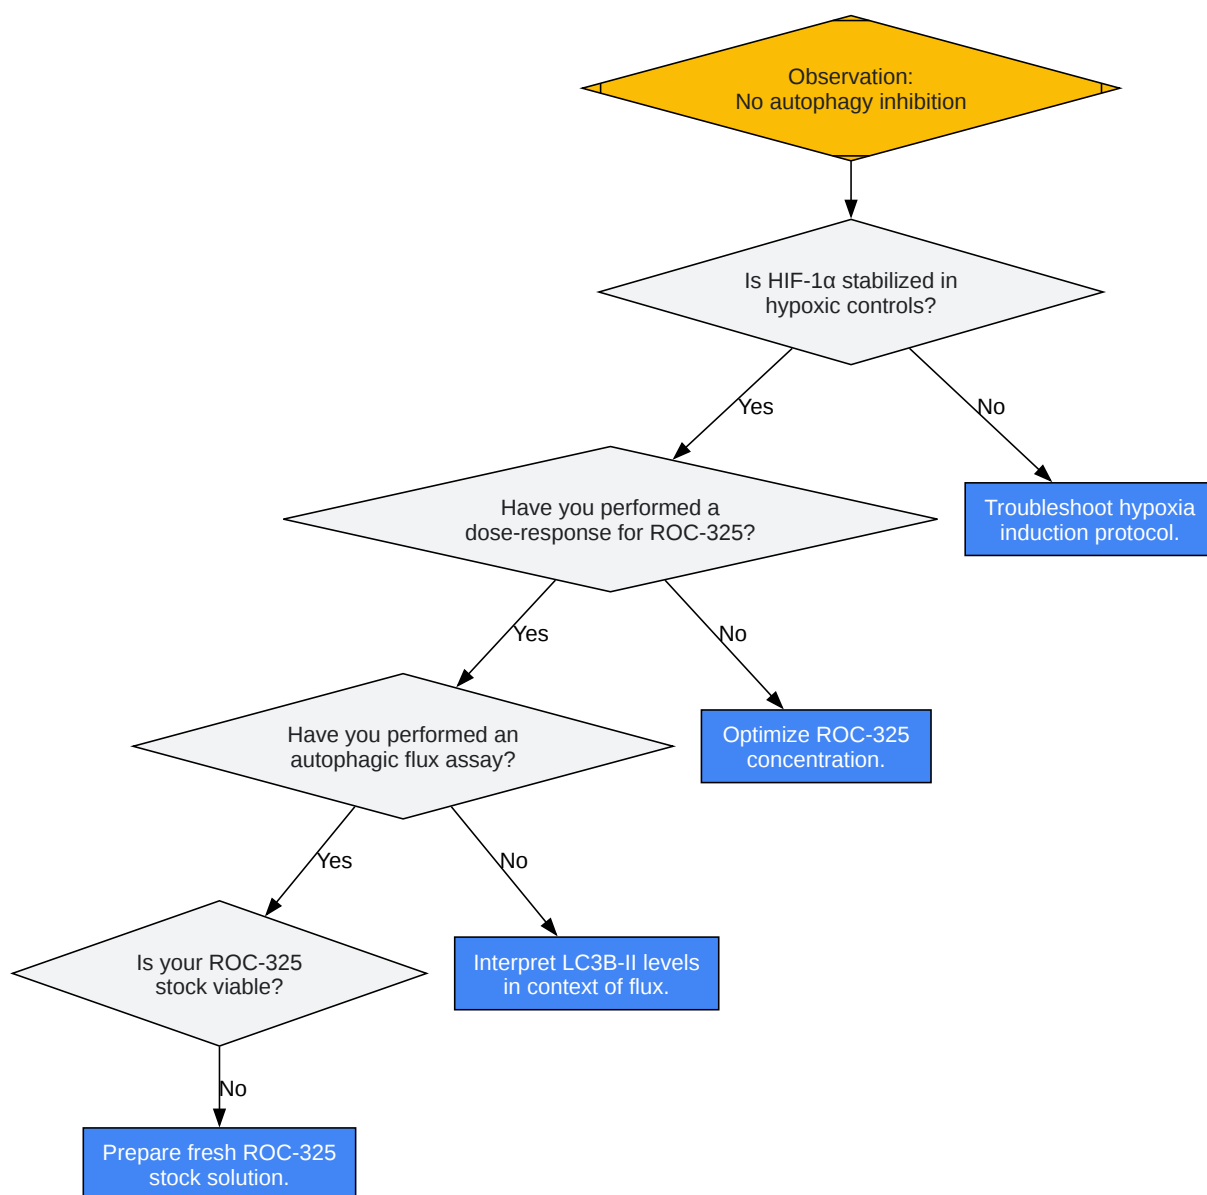 Observation:
No autophagy inhibition
Is HIF-1α stabilized in
hypoxic controls?
Yes
No
Have you performed a
dose-response for ROC-325?
Troubleshoot hypoxia
induction protocol.
Yes
No
Have you performed an
autophagic flux assay?
Optimize ROC-325
concentration.
Yes
No
Is your ROC-325
stock viable?
Interpret LC3B-II levels
in context of flux.
No
Prepare fresh ROC-325
stock solution.